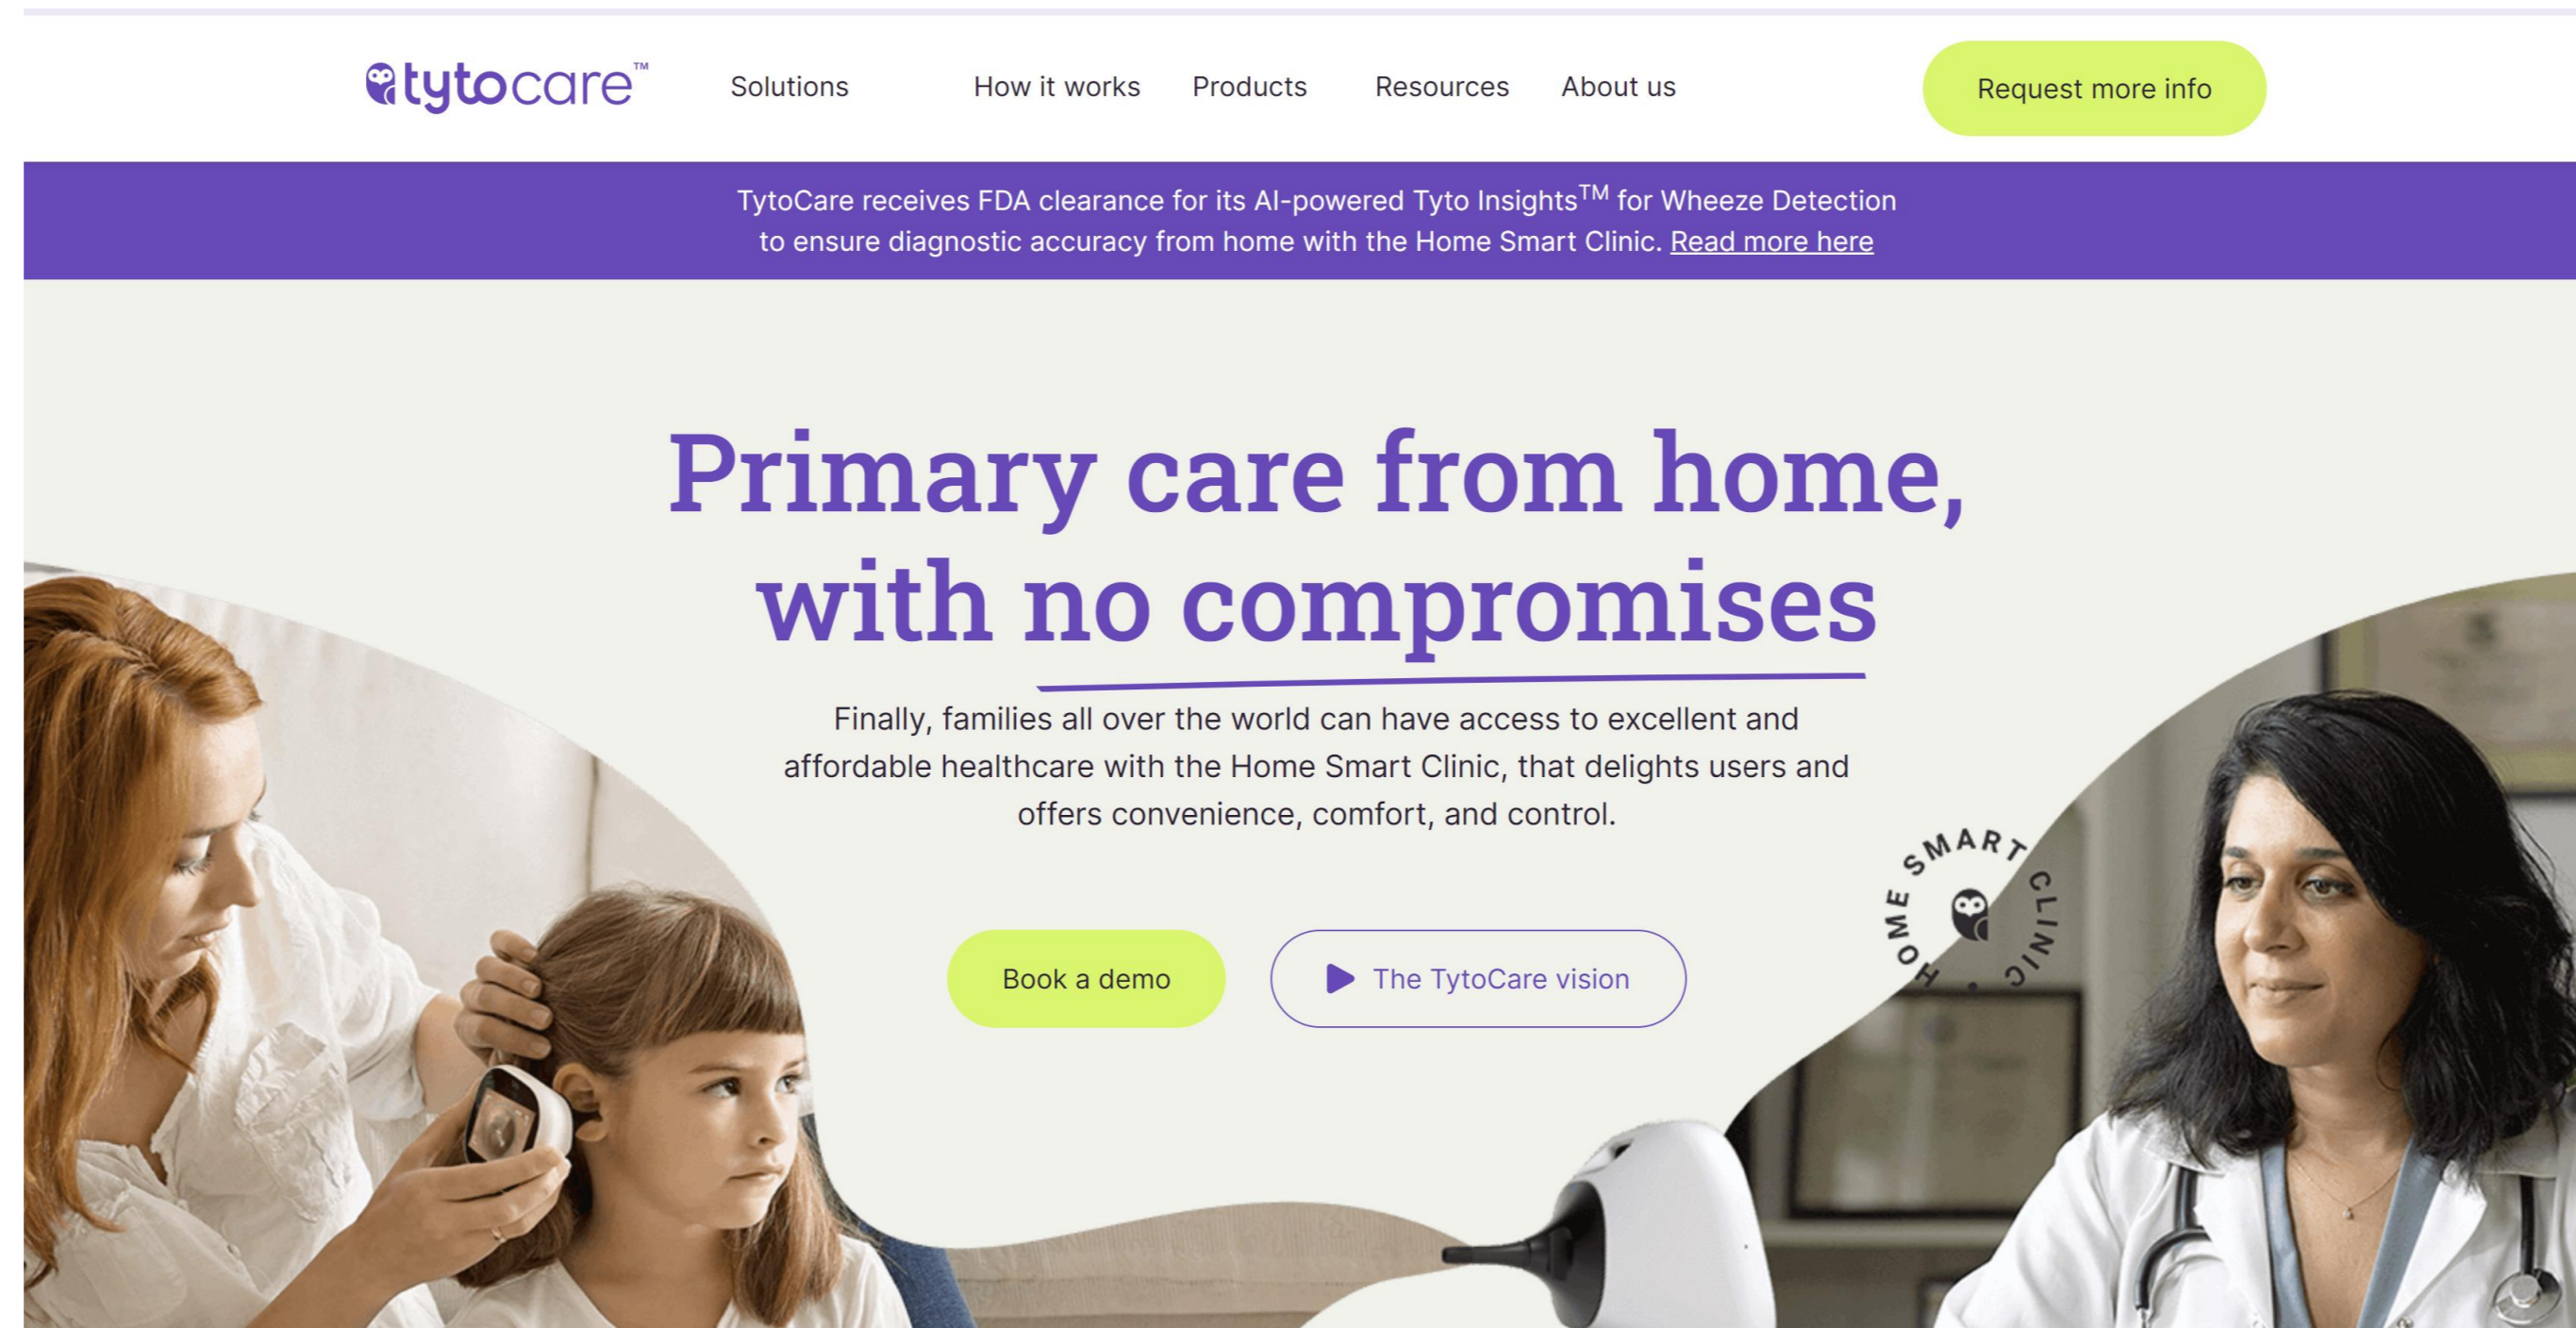 tytocare™
Solutions
How it works
Products
Resources
About us
Request more info
TytoCare receives FDA clearance for its AI-powered Tyto Insights™ for Wheeze Detection
to ensure diagnostic accuracy from home with the Home Smart Clinic. Read more here
Primary care from home,
with no compromises
Finally, families all over the world can have access to excellent and
affordable healthcare with the Home Smart Clinic, that delights users and
offers convenience, comfort, and control.
HOME SMART CLINIC •
Book a demo
The TytoCare vision